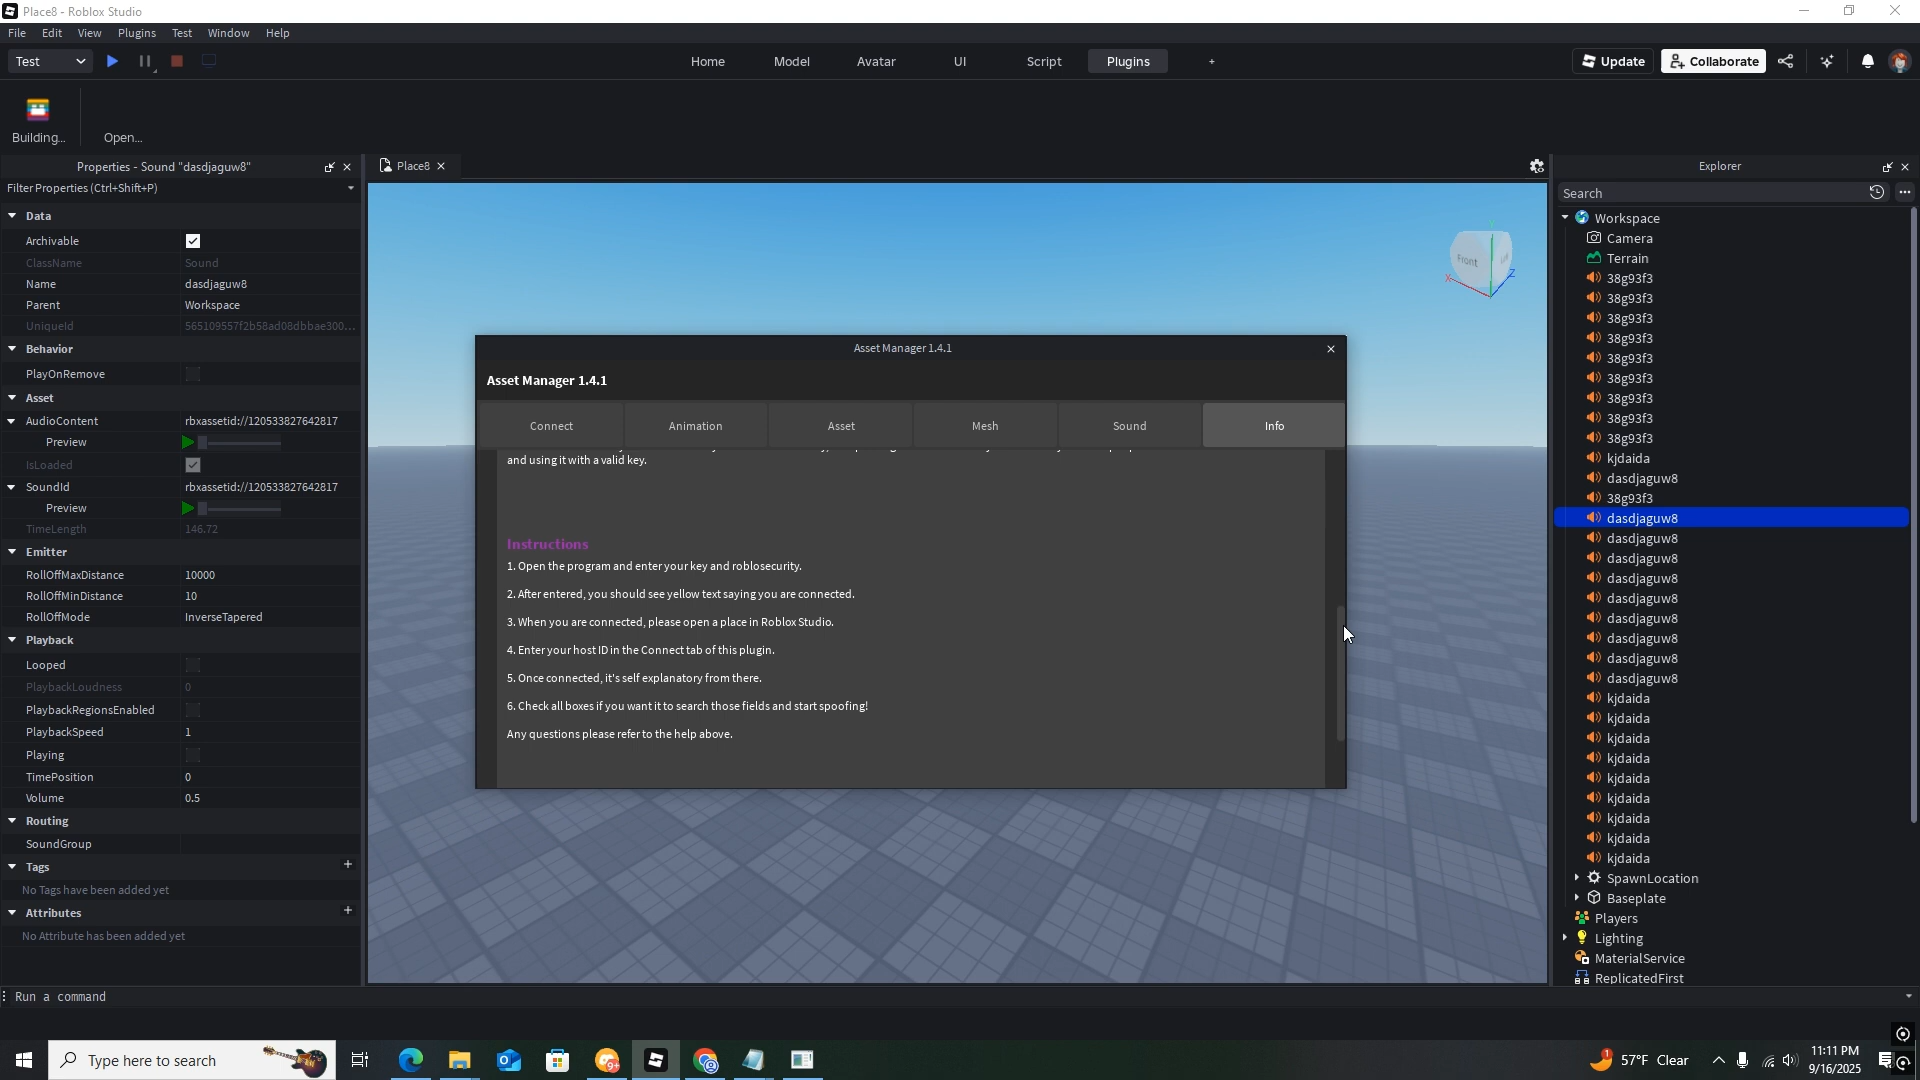 Place8 - Roblox Studio
File Edit View Plugins Test Window Help
Test
Home Model Avatar UI Script Plugins +
Update Collaborate
Building... Open...
Properties - Sound "dasdjaguw8"
Filter Properties (Ctrl+Shift+P)
Data
Archivable
ClassName Sound
Name dasdjaguw8
Parent Workspace
UniqueId 565109557f2b58ad08dbbae300...
Behavior
PlayOnRemove
Asset
AudioContent rbxassetid://120533827642817
Preview
IsLoaded
SoundId rbxassetid://120533827642817
Preview
TimeLength 146.72
Emitter
RollOffMaxDistance 10000
RollOffMinDistance 10
RollOffMode InverseTapered
Playback
Looped
PlaybackLoudness 0
PlaybackRegionsEnabled
PlaybackSpeed 1
Playing
TimePosition 0
Volume 0.5
Routing
SoundGroup
Tags +
No Tags have been added yet
Attributes +
No Attribute has been added yet
Place8
Front
X
Z
Asset Manager 1.4.1
Asset Manager 1.4.1
Connect Animation Asset Mesh Sound Info
and using it with a valid key.
Instructions
1. Open the program and enter your key and roblosecurity.
2. After entered, you should see yellow text saying you are connected.
3. When you are connected, please open a place in Roblox Studio.
4. Enter your host ID in the Connect tab of this plugin.
5. Once connected, it's self explanatory from there.
6. Check all boxes if you want it to search those fields and start spoofing!
Any questions please refer to the help above.
Explorer
Search
Workspace
Camera
Terrain
38g93f3
38g93f3
38g93f3
38g93f3
38g93f3
38g93f3
38g93f3
38g93f3
38g93f3
kjdaida
dasdjaguw8
38g93f3
dasdjaguw8
dasdjaguw8
dasdjaguw8
dasdjaguw8
dasdjaguw8
dasdjaguw8
dasdjaguw8
dasdjaguw8
dasdjaguw8
kjdaida
kjdaida
kjdaida
kjdaida
kjdaida
kjdaida
kjdaida
kjdaida
kjdaida
SpawnLocation
Baseplate
Players
Lighting
MaterialService
ReplicatedFirst
Run a command
Type here to search
9+
1
57°F Clear
11:11 PM
9/16/2025